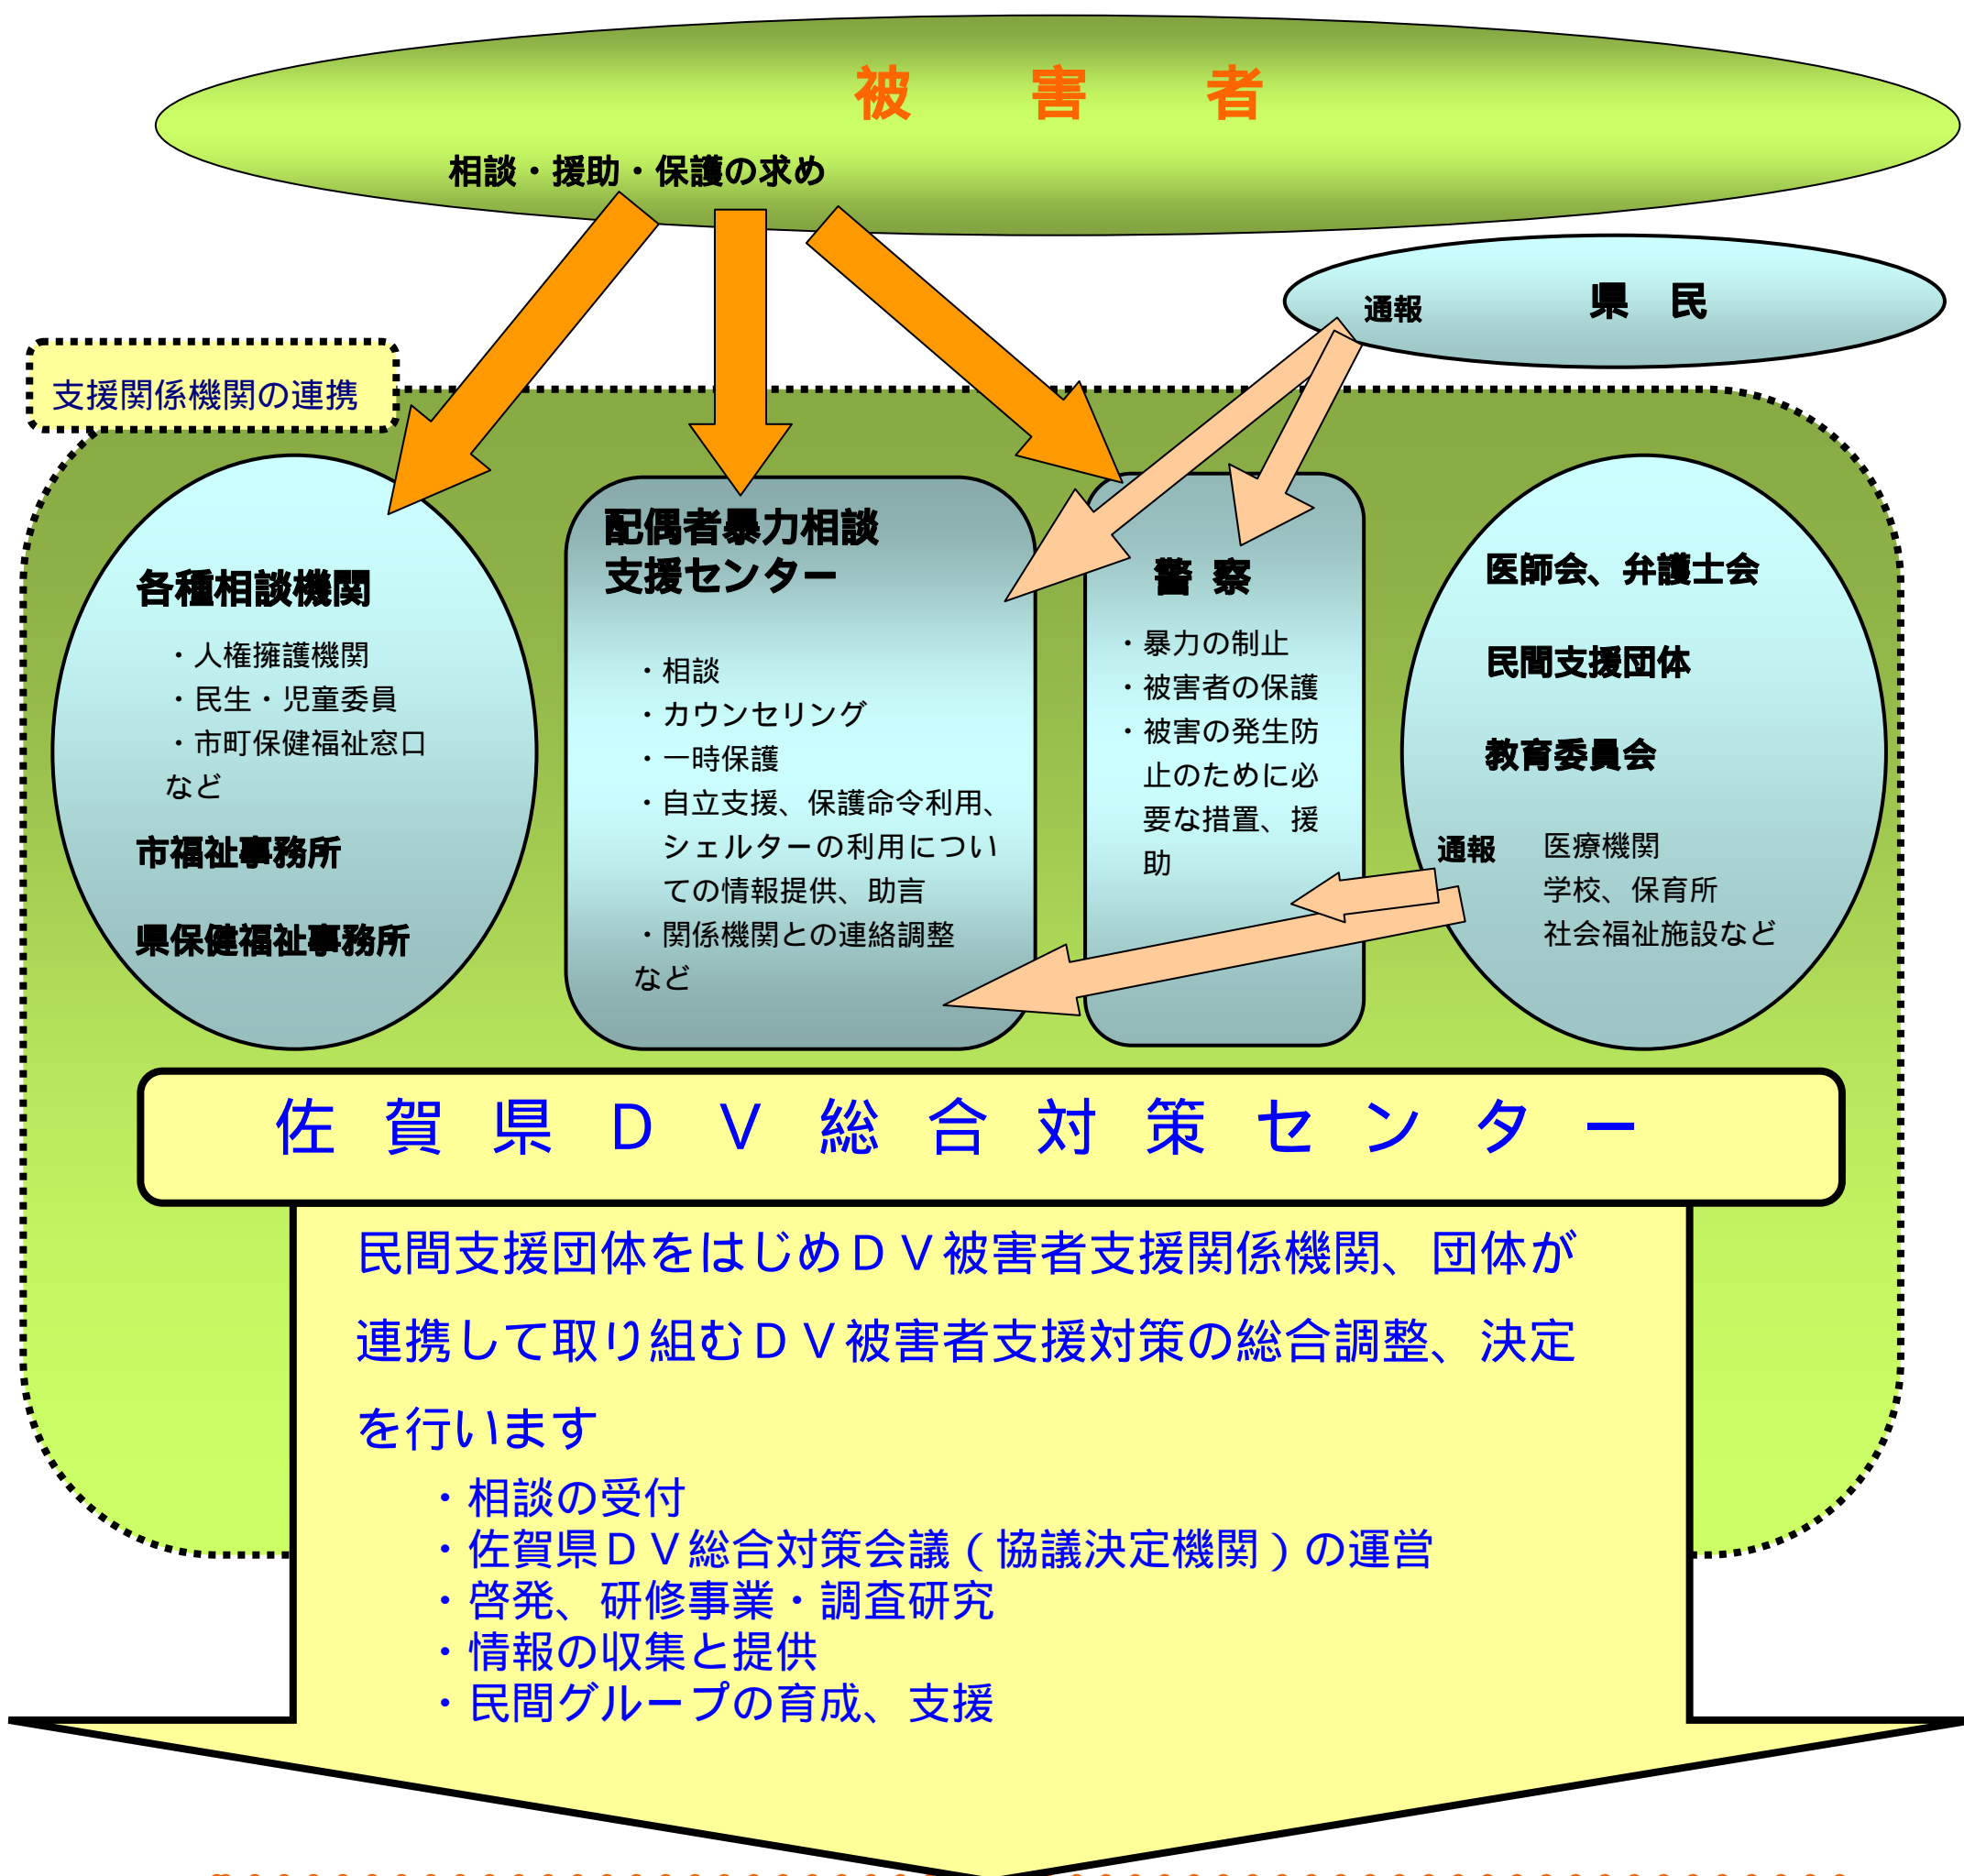 被　害　者
相談・援助・保護の求め
通報
県　民
支援関係機関の連携
各種相談機関
・人権擁護機関
・民生・児童委員
・市町保健福祉窓口
など
市福祉事務所
県保健福祉事務所
配偶者暴力相談
支援センター
・相談
・カウンセリング
・一時保護
・自立支援、保護命令利用、
シェルターの利用につい
ての情報提供、助言
・関係機関との連絡調整
など
警 察
・暴力の制止
・被害者の保護
・被害の発生防
止のために必
要な措置、援
助
医師会、弁護士会
民間支援団体
教育委員会
通報
医療機関
学校、保育所
社会福祉施設など
佐賀県ＤＶ総合対策センター
民間支援団体をはじめＤＶ被害者支援関係機関、団体が
連携して取り組むＤＶ被害者支援対策の総合調整、決定
を行います
・相談の受付
・佐賀県ＤＶ総合対策会議（協議決定機関）の運営
・啓発、研修事業・調査研究
・情報の収集と提供
・民間グループの育成、支援